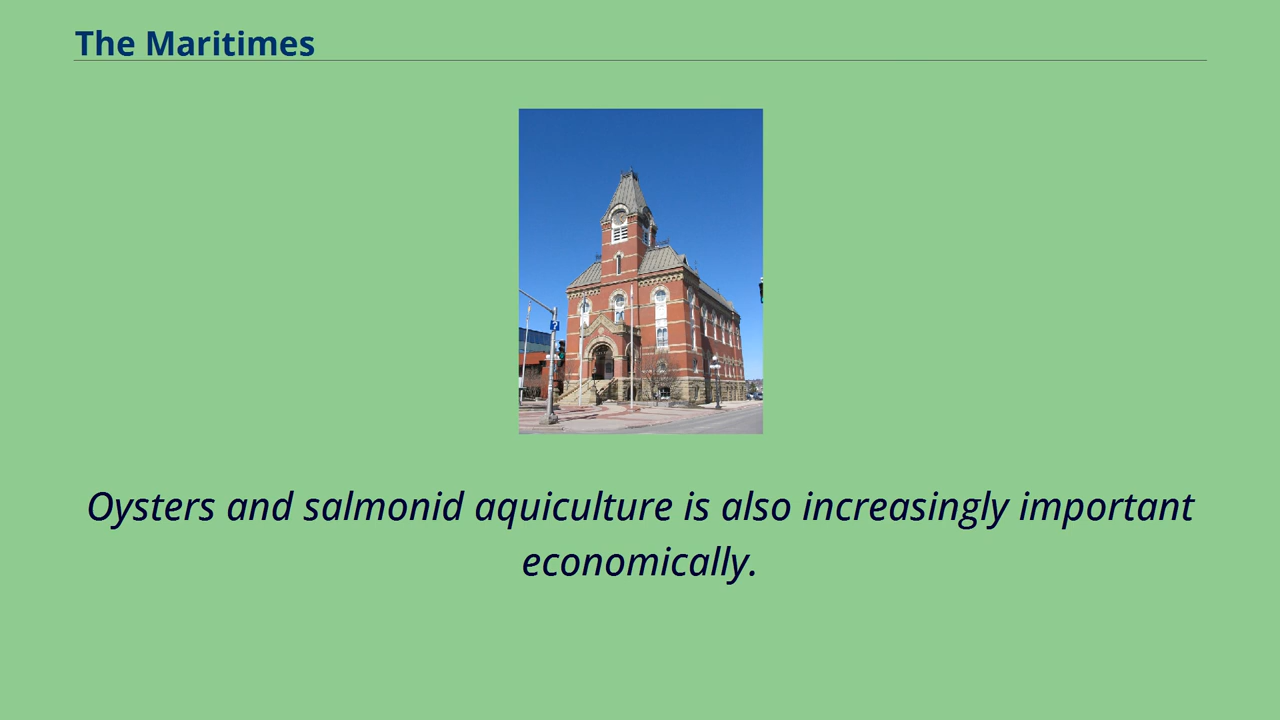 The Maritimes
?
Oysters and salmonid aquiculture is also increasingly important
economically.